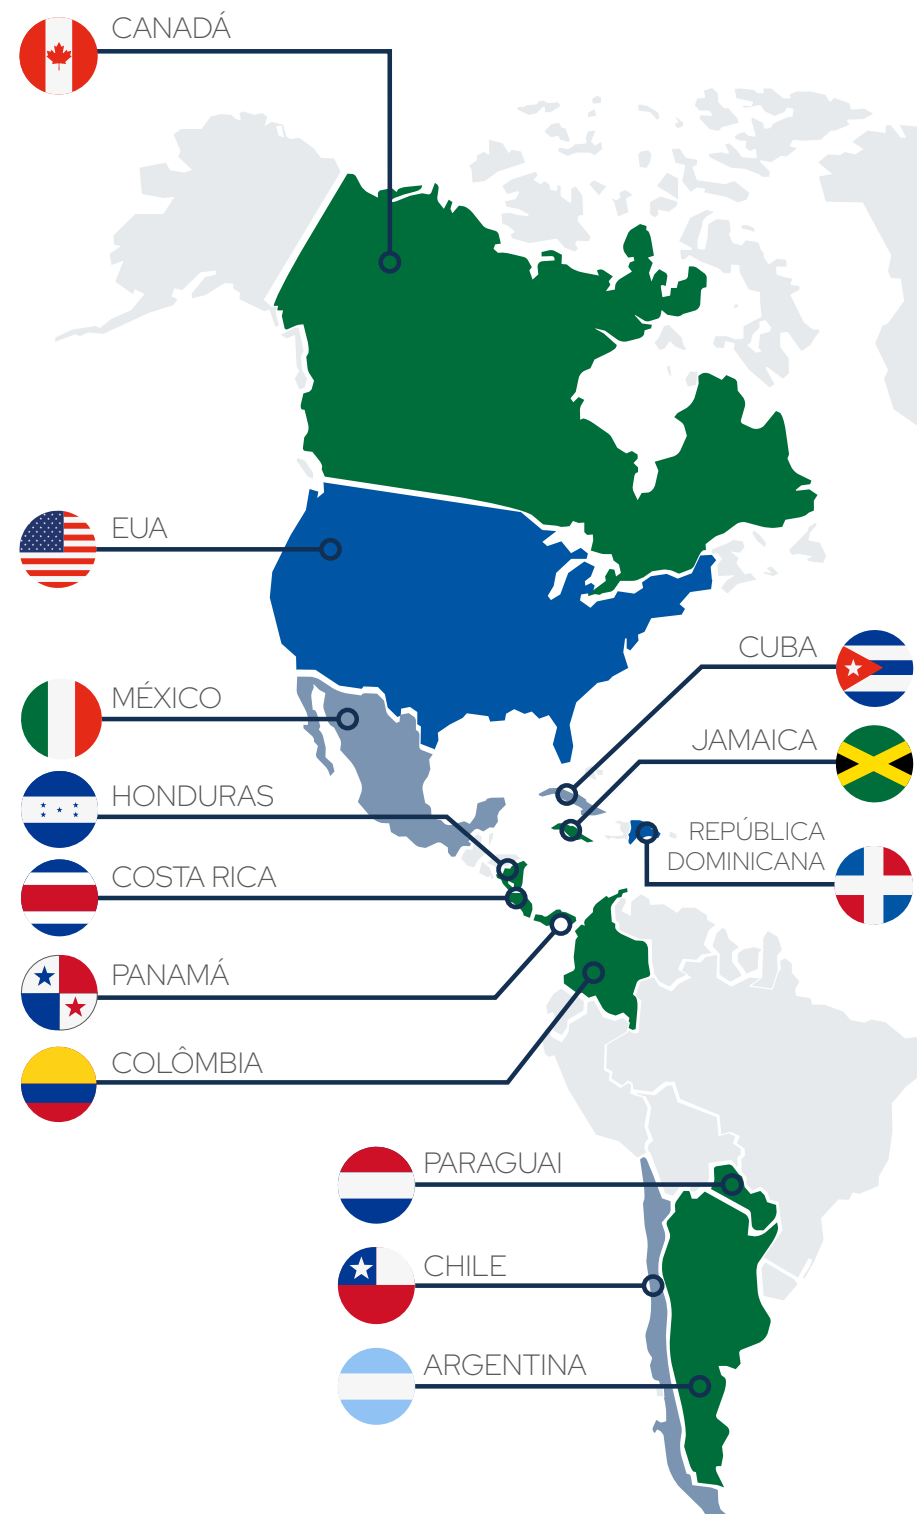 CANADÁ
EUA
CUBA
MÉXICO
JAMAICA
HONDURAS
REPÚBLICA
DOMINICANA
COSTA RICA
PANAMÁ
COLÔMBIA
PARAGUAI
CHILE
ARGENTINA